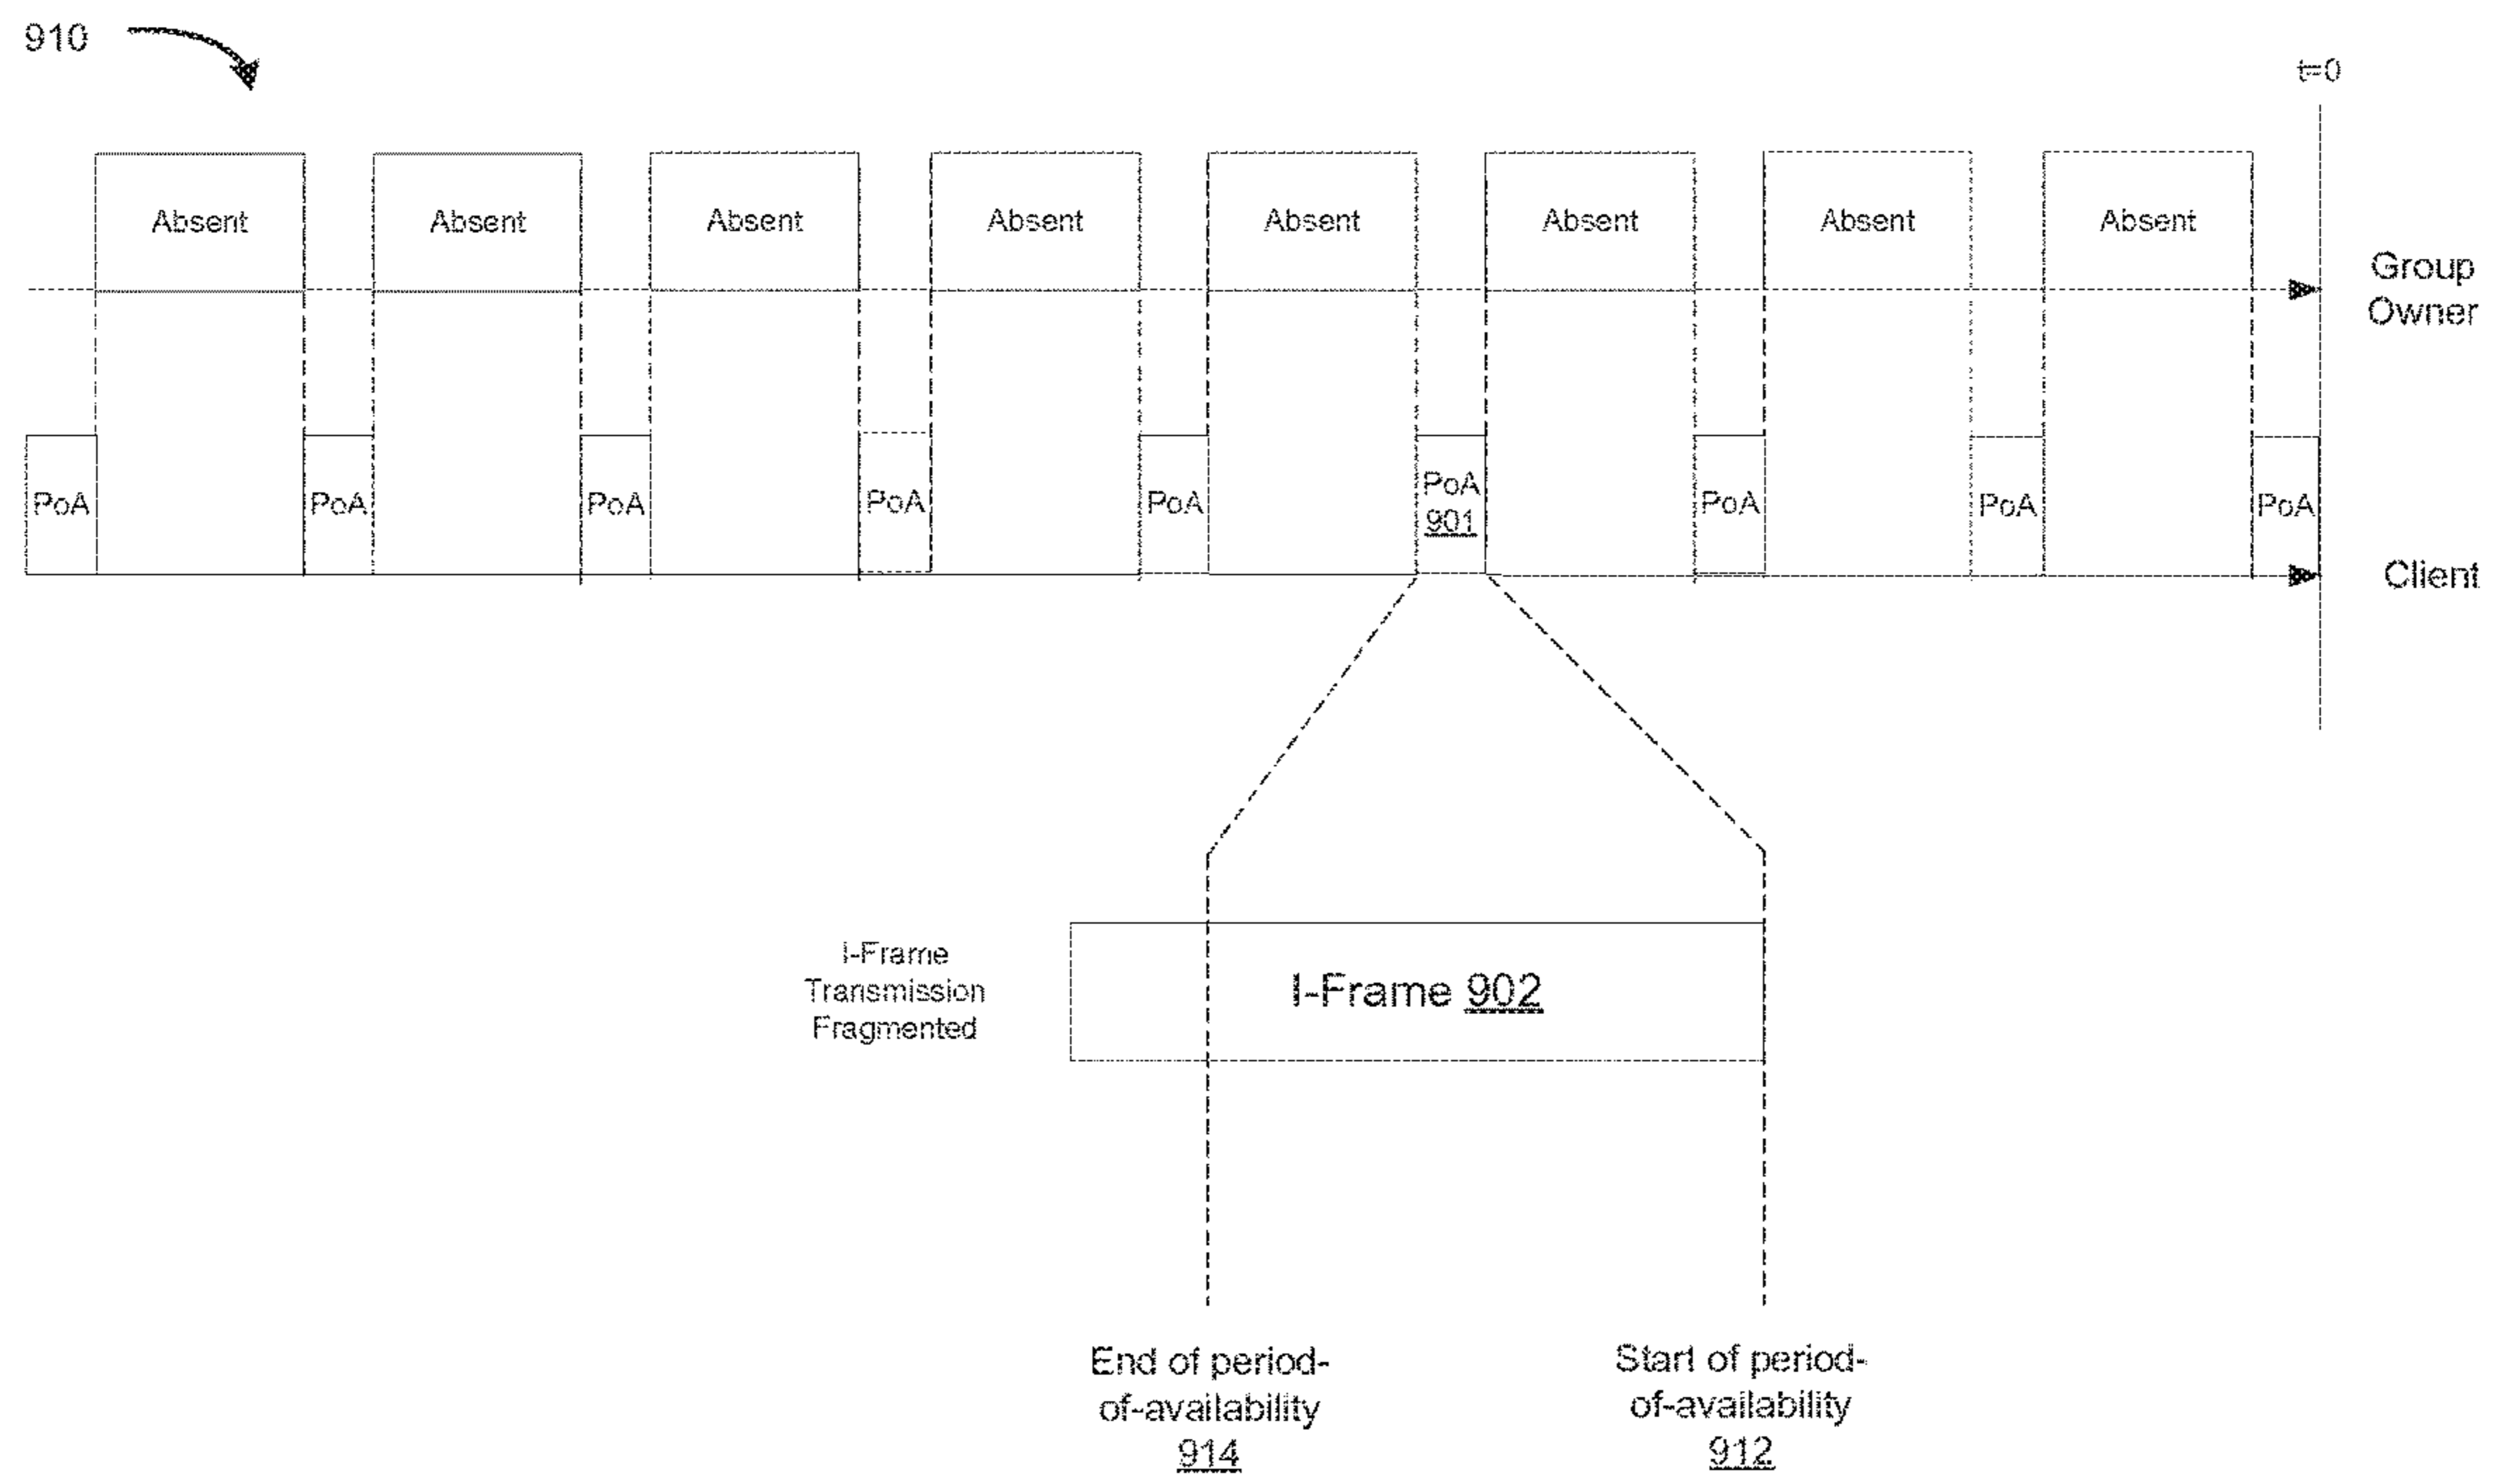 910
t=0
Absent Absent Absent Absent Absent Absent Absent Absent
Group
Owner
PoA PoA PoA PoA PoA PoA
901
PoA PoA PoA
Client
I-Frame
Transmission
Fragmented
I-Frame 902
End of period-
of-availability
914
Start of period-
of-availability
912